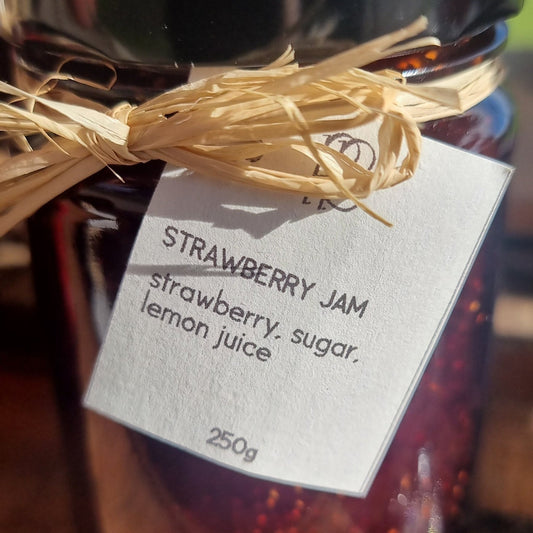 STRAWBERRY JAM
strawberry, sugar,
lemon juice
250g